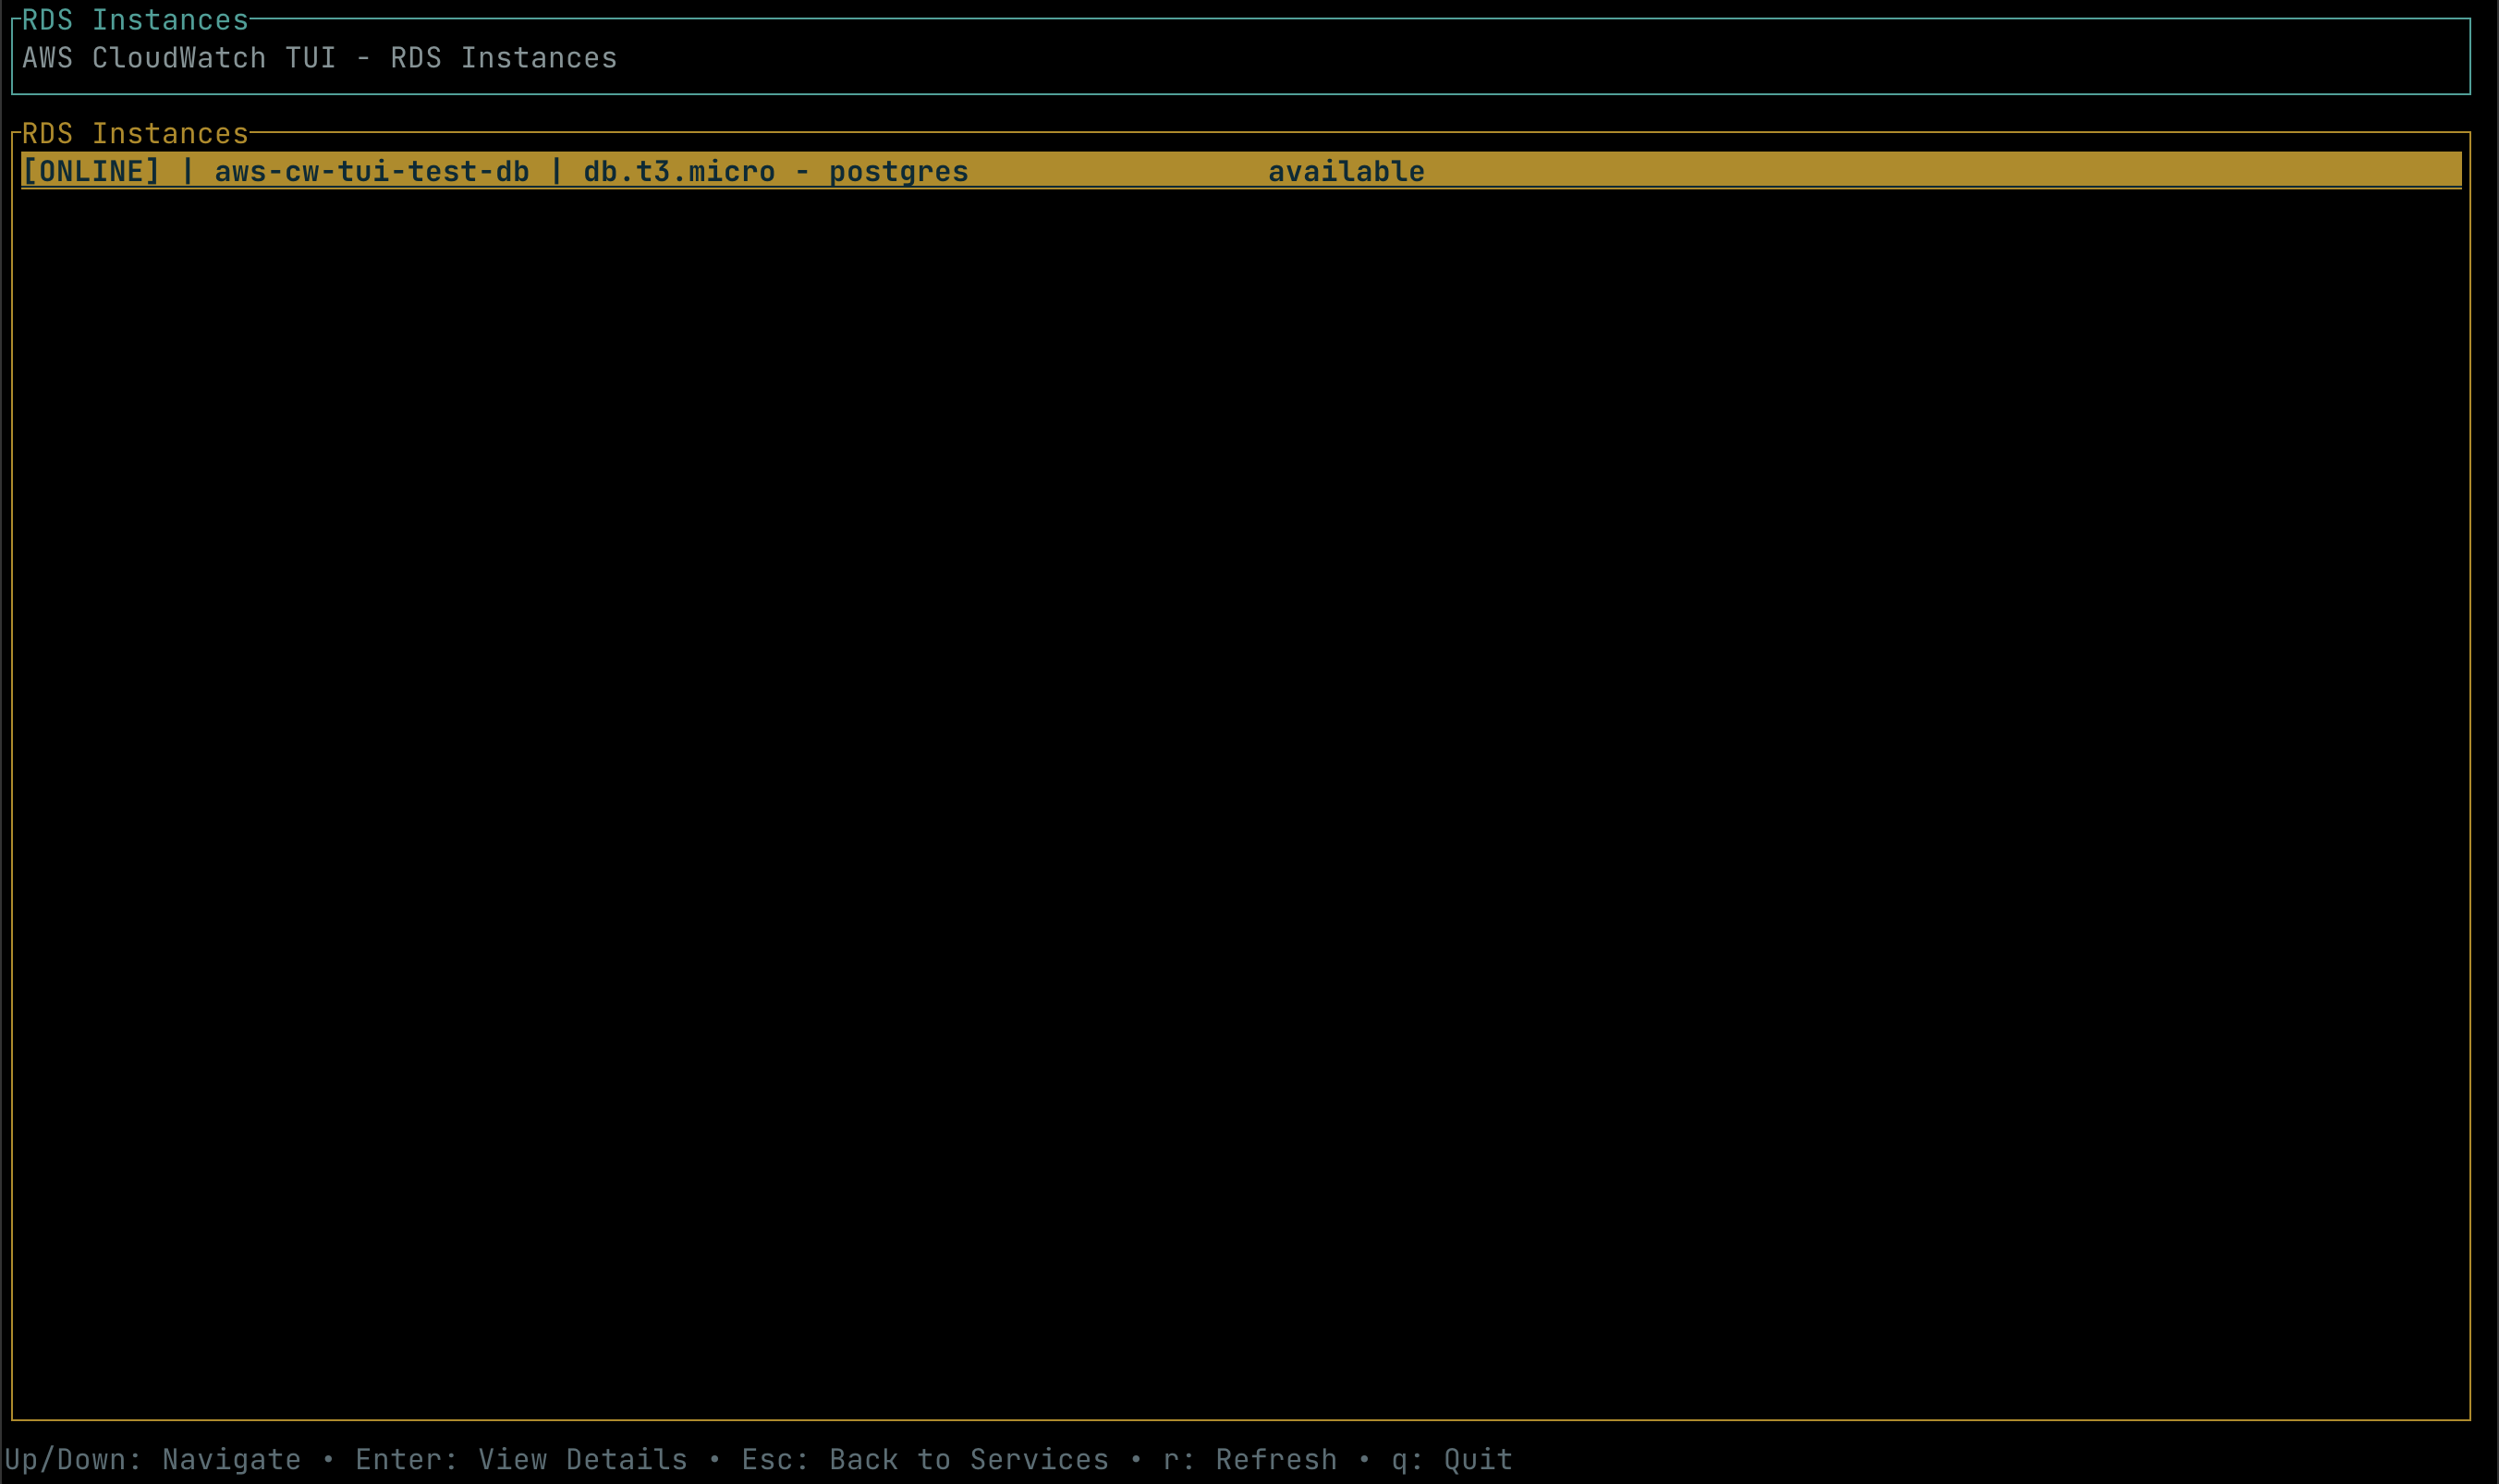 RDS Instances
AWS CloudWatch TUI - RDS Instances
RDS Instances
[ONLINE] | aws-cw-tui-test-db | db.t3.micro - postgres                 available
Up/Down: Navigate • Enter: View Details • Esc: Back to Services • r: Refresh • q: Quit